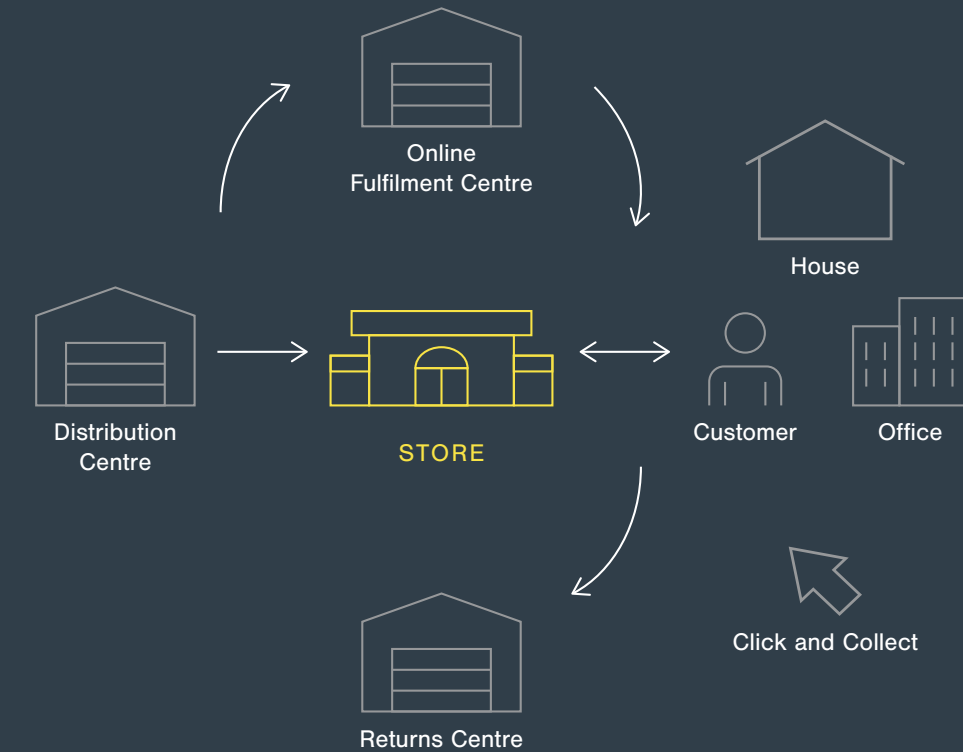 Online
Fulfilment Centre
House
Distribution
Centre
STORE
Customer
Office
Click and Collect
Returns Centre